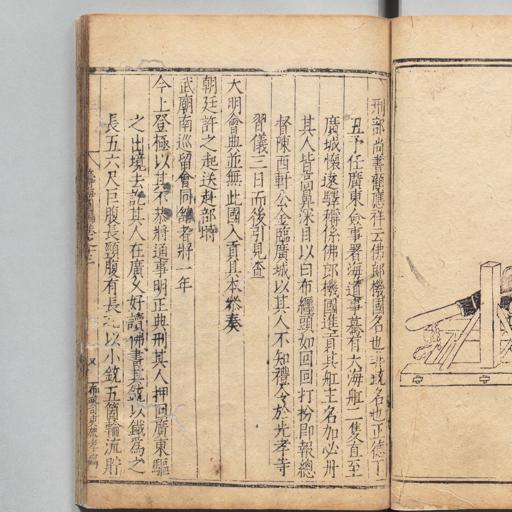 刑部尚書顧應祥云佛郎機國名也非銃名也正德丁
丑予任廣東僉事署海道事驀有大海船二隻直至
廣城懷遠驛稱係佛郎機國進貢其船主名加必丹
其人皆高鼻深目以白布纏頭如回回打扮即報總
督陳西軒公金臨廣城以其人不知禮令於光孝寺
習儀三日而後引見查
大明會典並無此國入貢具本參奏
朝廷許之起送赴部時
武廟南巡留會同館者將一年
今上登極以其不恭將通事明正典刑其人押回廣東驅
之出境去訖其人在廣久好讀佛書其銃以鐵為之
長五六尺巨腹長頸腹有長孔以小銃五箇輪流貯